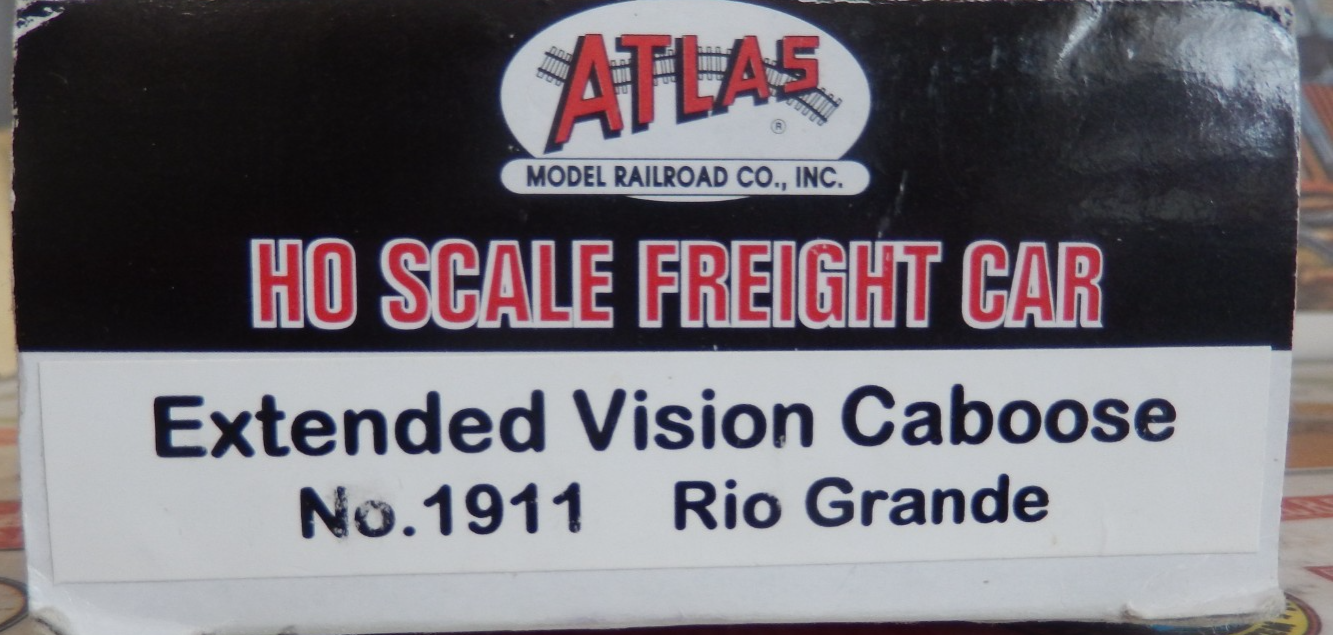 ATLAS
®
MODEL RAILROAD CO., INC.
HO SCALE FREIGHT CAR
Extended Vision Caboose
No.1911 Rio Grande